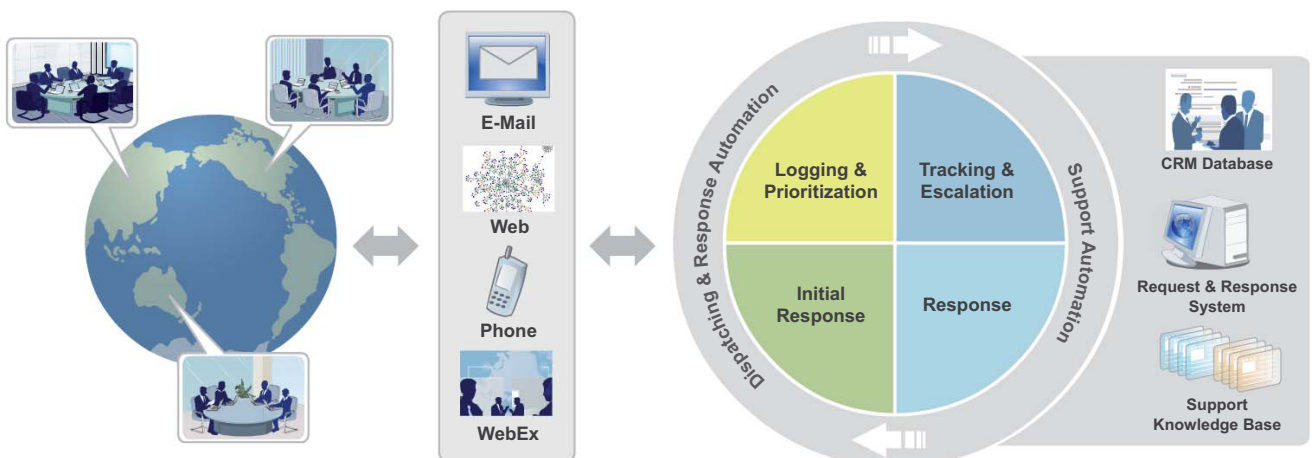 E-Mail
Web
Phone
WebEx
Dispatching & Response Automation
Logging &
Prioritization
Tracking &
Escalation
Initial
Response
Response
Support Automation
CRM Database
Request & Response
System
Support
Knowledge Base